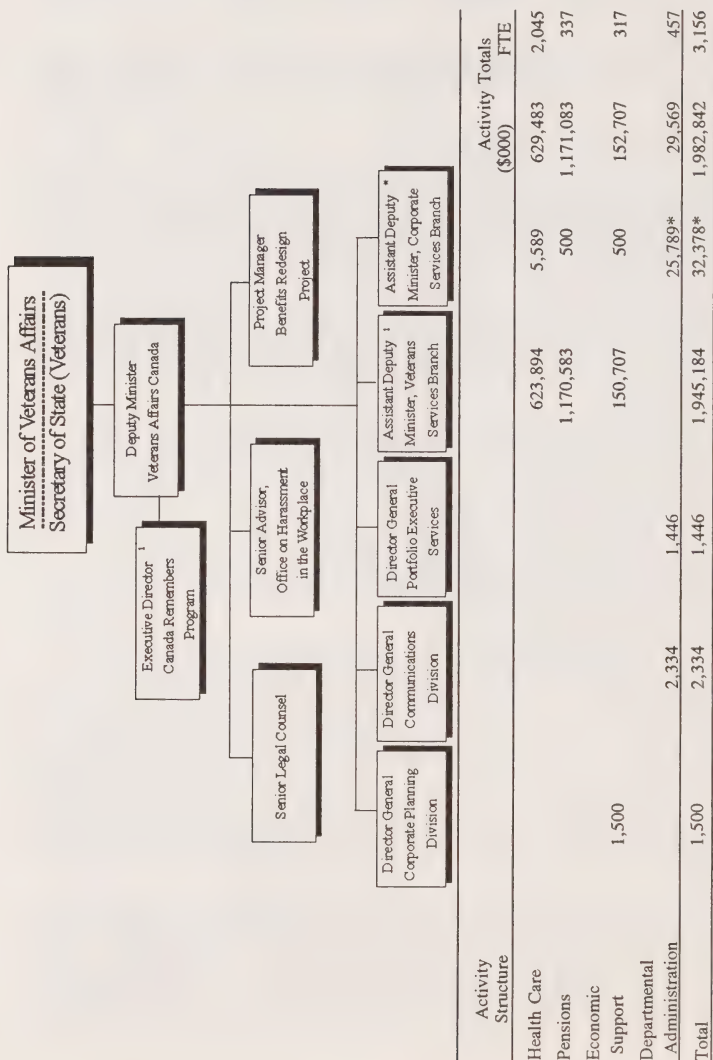 Minister of Veterans Affairs
Secretary of State (Veterans)
Deputy Minister
Veterans Affairs Canada
Executive Director 1
Canada Remembers
Program
Senior Legal Counsel
Senior Advisor,
Office on Harassment
in the Workplace
Project Manager
Benefits Redesign
Project
Director General
Corporate Planning
Division
Director General
Communications
Division
Director General
Portfolio Executive
Services
Assistant Deputy 1
Minister, Veterans
Services Branch
Assistant Deputy *
Minister, Corporate
Services Branch
Activity Activity Totals
Structure ($000) FTE
Health Care 623,894 5,589 629,483 2,045
Pensions 1,170,583 500 1,171,083 337
Economic
Support 1,500 150,707 500 152,707 317
Departmental
Administration 2,334 1,446 25,789* 29,569 457
Total 1,500 2,334 1,446 1,945,184 32,378* 1,982,842 3,156